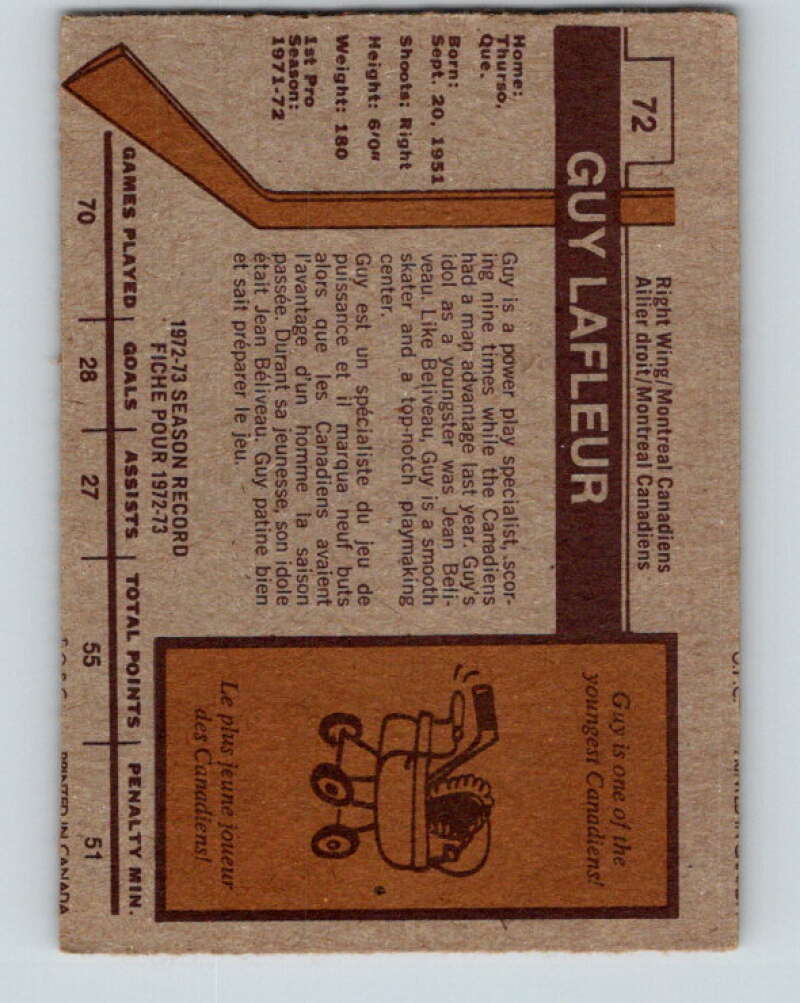 72
Right Wing/Montreal Canadiens
Ailier droit/Montreal Canadiens
GUY LAFLEUR
Home:
Thurso,
Que.
Born:
Sept. 20, 1951
Shoots: Right
Height: 6'0"
Weight: 180
1st Pro
Season:
1971-72
Guy is a power play specialist, scor-
ing nine times while the Canadiens
had a man advantage last year. Guy's
idol as a youngster was Jean Beli-
veau. Like Beliveau, Guy is a smooth
skater and a top-notch playmaking
center.
Guy est un spécialiste du jeu de
puissance et il marqua neuf buts
alors que les Canadiens avaient
l'avantage d'un homme la saison
passée. Durant sa jeunesse, son idole
était Jean Béliveau. Guy patine bien
et sait préparer le jeu.
Guy is one of the
youngest Canadiens!
Le plus jeune joueur
des Canadiens!
1972-73 SEASON RECORD
FICHE POUR 1972-73
GAMES PLAYED GOALS ASSISTS TOTAL POINTS PENALTY MIN.
70 28 27 55 51
PRINTED IN CANADA